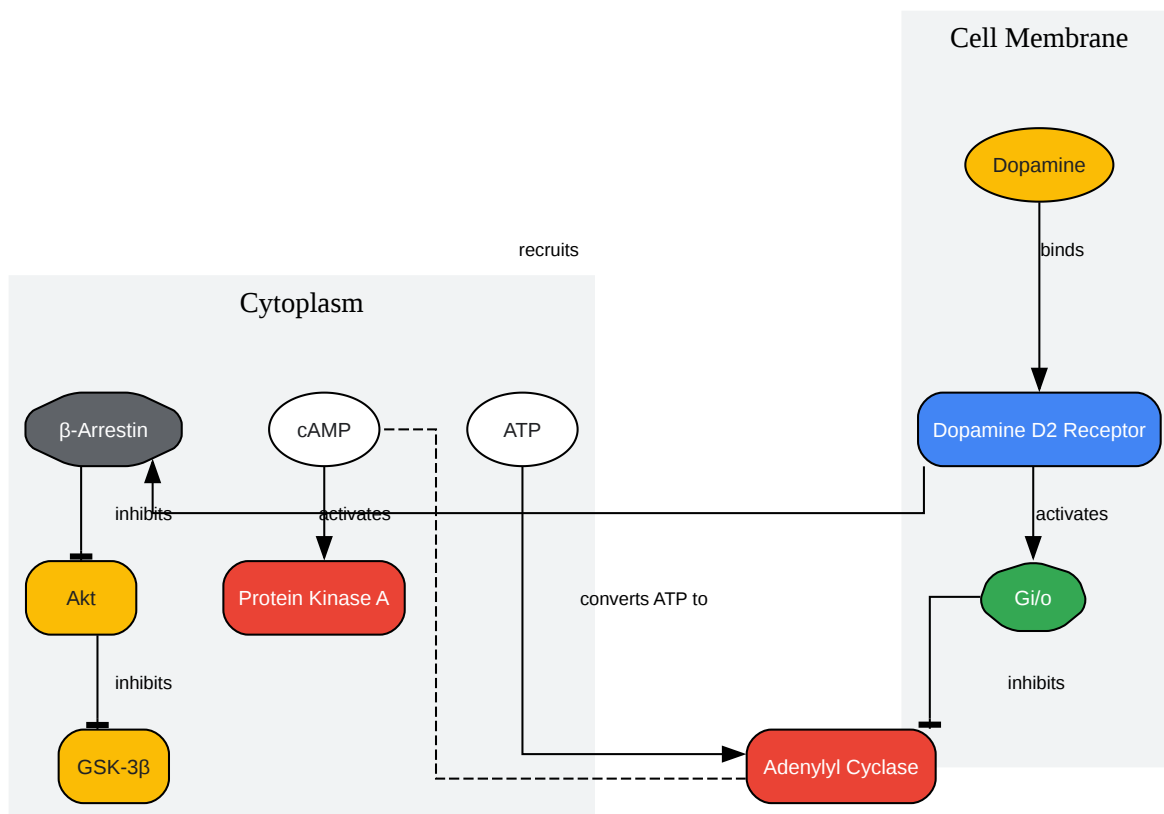 Cell Membrane
Dopamine
recruits
binds
Cytoplasm
β-Arrestin
cAMP
ATP
Dopamine D2 Receptor
inhibits
activates
activates
Akt
Protein Kinase A
converts ATP to
Gi/o
inhibits
inhibits
GSK-3β
Adenylyl Cyclase